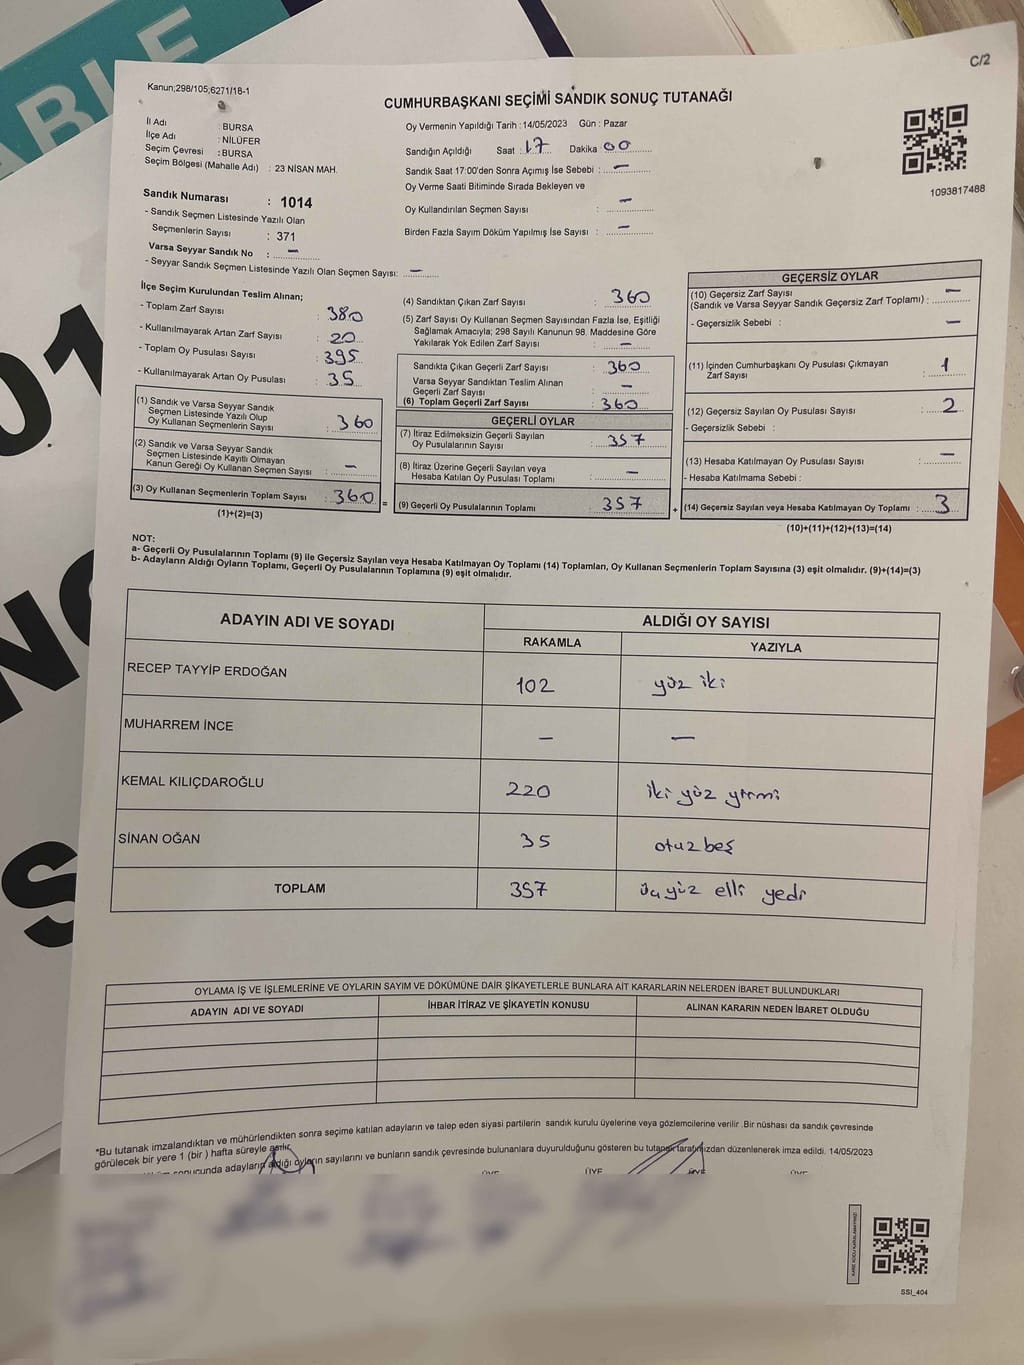 ABLE
01
NO
S
C/2
Kanun;298/105;6271/18-1
CUMHURBAŞKANI SEÇİMİ SANDIK SONUÇ TUTANAĞI
İl Adı : BURSA
İlçe Adı : NİLÜFER
Seçim Çevresi : BURSA
Seçim Bölgesi (Mahalle Adı) : 23 NİSAN MAH.
Oy Vermenin Yapıldığı Tarih : 14/05/2023 Gün : Pazar
Sandığın Açıldığı Saat : 17 Dakika 00
Sandık Saat 17:00'den Sonra Açımış İse Sebebi : —
Oy Verme Saati Bitiminde Sırada Bekleyen ve
Oy Kullandırılan Seçmen Sayısı : —
Birden Fazla Sayım Döküm Yapılmış İse Sayısı : —
1093817488
Sandık Numarası : 1014
- Sandık Seçmen Listesinde Yazılı Olan
Seçmenlerin Sayısı : 371
Varsa Seyyar Sandık No : —
- Seyyar Sandık Seçmen Listesinde Yazılı Olan Seçmen Sayısı: —
İlçe Seçim Kurulundan Teslim Alınan;
- Toplam Zarf Sayısı : 380
- Kullanılmayarak Artan Zarf Sayısı : 20
- Toplam Oy Pusulası Sayısı : 395
- Kullanılmayarak Artan Oy Pusulası : 35
(1) Sandık ve Varsa Seyyar Sandık
Seçmen Listesinde Yazılı Olup
Oy Kullanan Seçmenlerin Sayısı : 360
(2) Sandık ve Varsa Seyyar Sandık
Seçmen Listesinde Kayıtlı Olmayan
Kanun Gereği Oy Kullanan Seçmen Sayısı : —
(3) Oy Kullanan Seçmenlerin Toplam Sayısı : 360 =
(1)+(2)=(3)
(4) Sandıktan Çıkan Zarf Sayısı : 360
(5) Zarf Sayısı Oy Kullanan Seçmen Sayısından Fazla İse, Eşitliği
Sağlamak Amacıyla; 298 Sayılı Kanunun 98. Maddesine Göre
Yakılarak Yok Edilen Zarf Sayısı : —
Sandıkta Çıkan Geçerli Zarf Sayısı : 360
Varsa Seyyar Sandıktan Teslim Alınan
Geçerli Zarf Sayısı : —
(6) Toplam Geçerli Zarf Sayısı : 360
GEÇERLİ OYLAR
(7) İtiraz Edilmeksizin Geçerli Sayılan
Oy Pusulalarının Sayısı : 357
(8) İtiraz Üzerine Geçerli Sayılan veya
Hesaba Katılan Oy Pusulası Toplamı : —
(9) Geçerli Oy Pusulalarının Toplamı : 357 +
GEÇERSİZ OYLAR
(10) Geçersiz Zarf Sayısı
(Sandık ve Varsa Seyyar Sandık Geçersiz Zarf Toplamı) : —
- Geçersizlik Sebebi : —
(11) İçinden Cumhurbaşkanı Oy Pusulası Çıkmayan
Zarf Sayısı : 1
(12) Geçersiz Sayılan Oy Pusulası Sayısı : 2
- Geçersizlik Sebebi :
(13) Hesaba Katılmayan Oy Pusulası Sayısı : —
- Hesaba Katılmama Sebebi :
(14) Geçersiz Sayılan veya Hesaba Katılmayan Oy Toplamı : 3
(10)+(11)+(12)+(13)=(14)
NOT:
a- Geçerli Oy Pusulalarının Toplamı (9) ile Geçersiz Sayılan veya Hesaba Katılmayan Oy Toplamı (14) Toplamları, Oy Kullanan Seçmenlerin Toplam Sayısına (3) eşit olmalıdır. (9)+(14)=(3)
b- Adayların Aldığı Oyların Toplamı, Geçerli Oy Pusulalarının Toplamına (9) eşit olmalıdır.
ADAYIN ADI VE SOYADI ALDIĞI OY SAYISI
RAKAMLA YAZIYLA
RECEP TAYYİP ERDOĞAN 102 yüz iki
MUHARREM İNCE — —
KEMAL KILIÇDAROĞLU 220 iki yüz yirmi
SİNAN OĞAN 35 otuz beş
TOPLAM 357 üç yüz elli yedi
OYLAMA İŞ VE İŞLEMLERİNE VE OYLARIN SAYIM VE DÖKÜMÜNE DAİR ŞİKAYETLERLE BUNLARA AİT KARARLARIN NELERDEN İBARET BULUNDUKLARI
ADAYIN ADI VE SOYADI İHBAR İTİRAZ VE ŞİKAYETİN KONUSU ALINAN KARARIN NEDEN İBARET OLDUĞU
*Bu tutanak imzalandıktan ve mühürlendikten sonra seçime katılan adayların ve talep eden siyasi partilerin sandık kurulu üyelerine veya gözlemcilerine verilir .Bir nüshası da sandık çevresinde
görülecek bir yere 1 (bir ) hafta süreyle asılır.
sonucunda adayların aldığı oyların sayılarını ve bunların sandık çevresinde bulunanlara duyurulduğunu gösteren bu tutanak tarafımızdan düzenlenerek imza edildi. 14/05/2023
ÜYE ÜYE ÜYE ÜYE
SSI_404